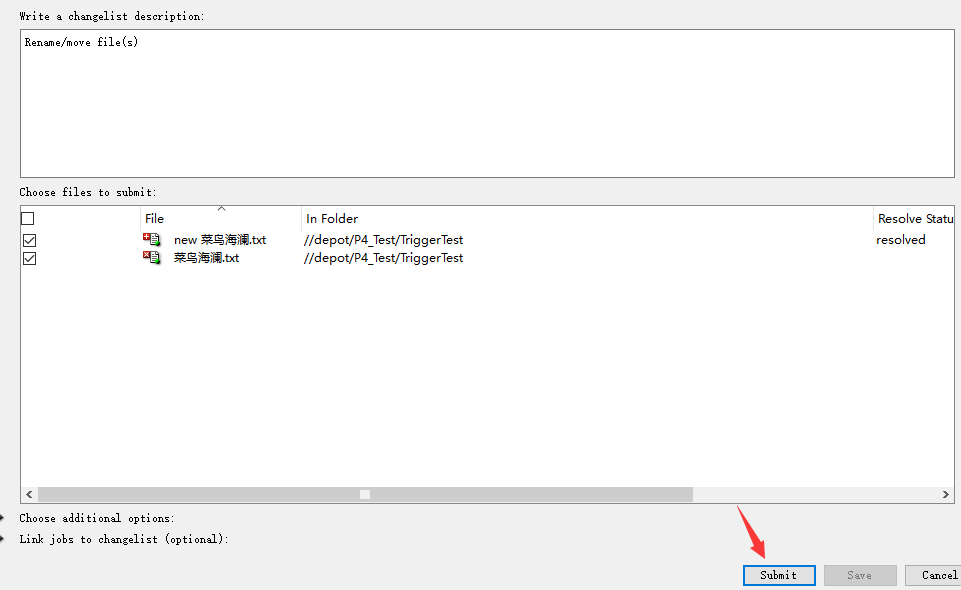 Write a changelist description:
Rename/move file(s)
Choose files to submit:
File In Folder Resolve Statu
new 菜鸟海澜.txt //depot/P4_Test/TriggerTest resolved
菜鸟海澜.txt //depot/P4_Test/TriggerTest
Choose additional options:
Link jobs to changelist (optional):
Submit Save Cancel